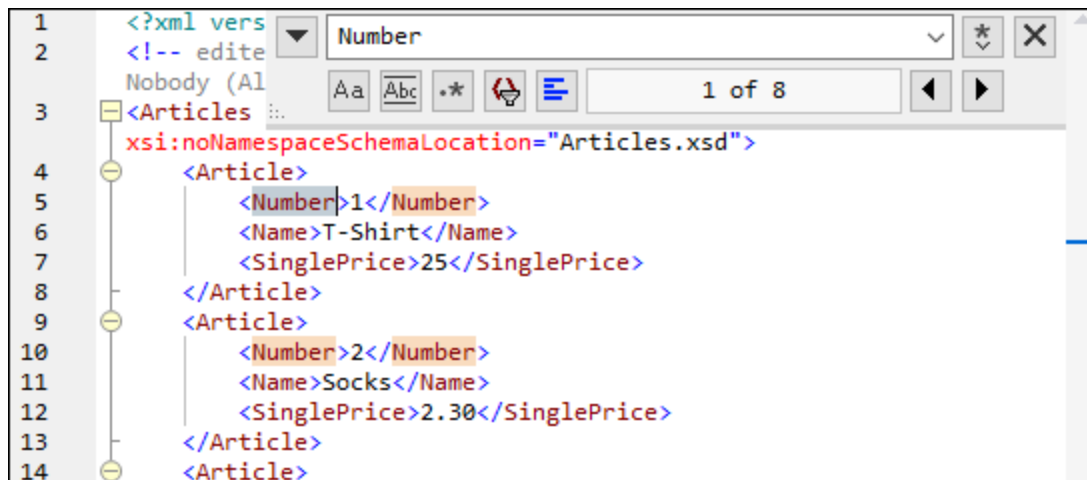 Number
Aa Abc .* 1 of 8
1 <?xml vers
2 <!-- edite
Nobody (Al
3 <Articles
xsi:noNamespaceSchemaLocation="Articles.xsd">
4 <Article>
5 <Number>1</Number>
6 <Name>T-Shirt</Name>
7 <SinglePrice>25</SinglePrice>
8 </Article>
9 <Article>
10 <Number>2</Number>
11 <Name>Socks</Name>
12 <SinglePrice>2.30</SinglePrice>
13 </Article>
14 <Article>